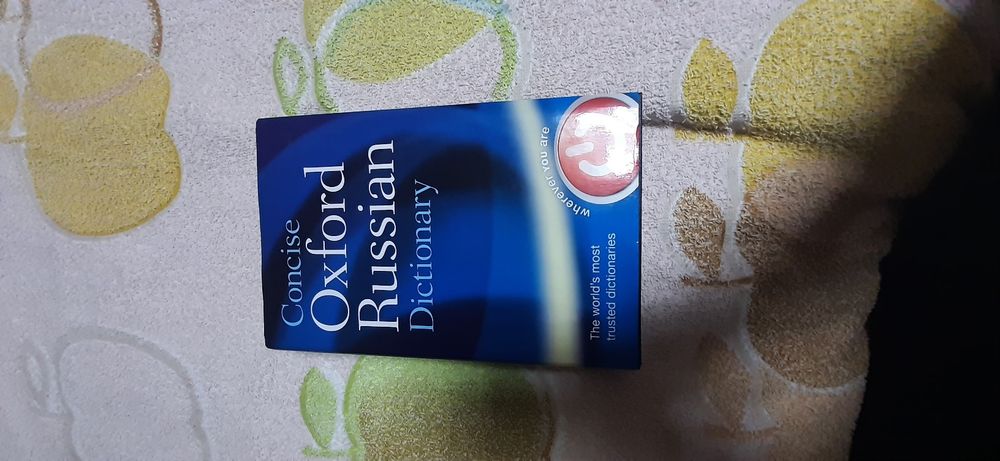 Concise
Oxford
Russian
Dictionary
The world's most
trusted dictionaries
wherever you are